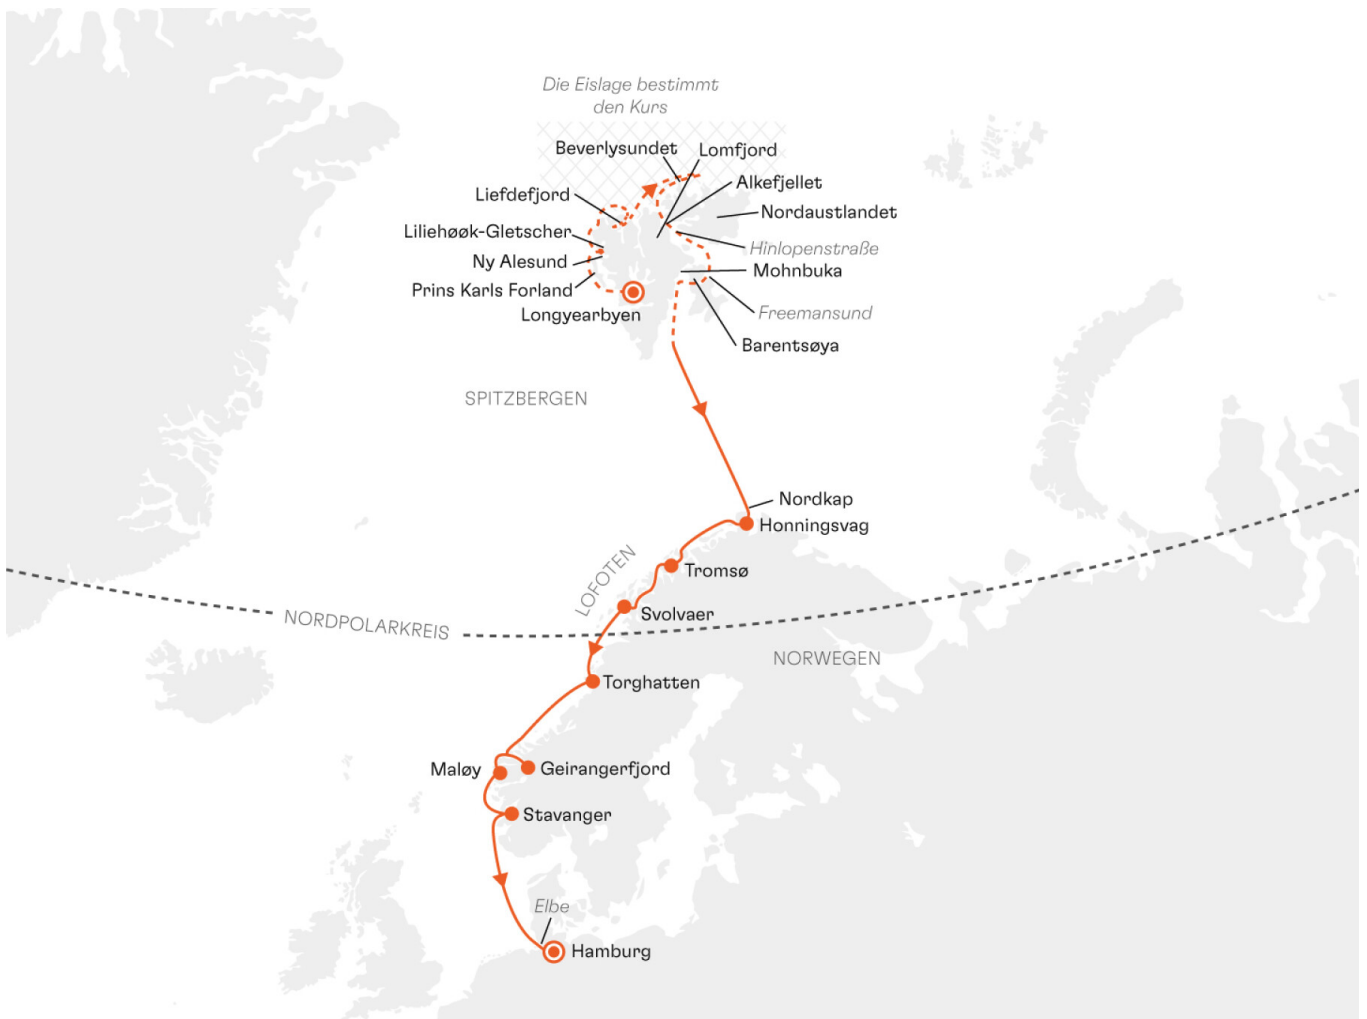 Die Eislage bestimmt
den Kurs
Beverlysundet
Lomfjord
Alkefjellet
Liefdefjord
Nordaustlandet
Liliehøøk-Gletscher
Hinlopenstraße
Ny Alesund
Mohnbuka
Prins Karls Forland
Longyearbyen
Freemansund
Barentsøya
SPITZBERGEN
Nordkap
Honningsvag
LOFOTEN
Tromsø
Svolvaer
NORDPOLARKREIS
NORWEGEN
Torghatten
Maløy
Geirangerfjord
Stavanger
Elbe
Hamburg